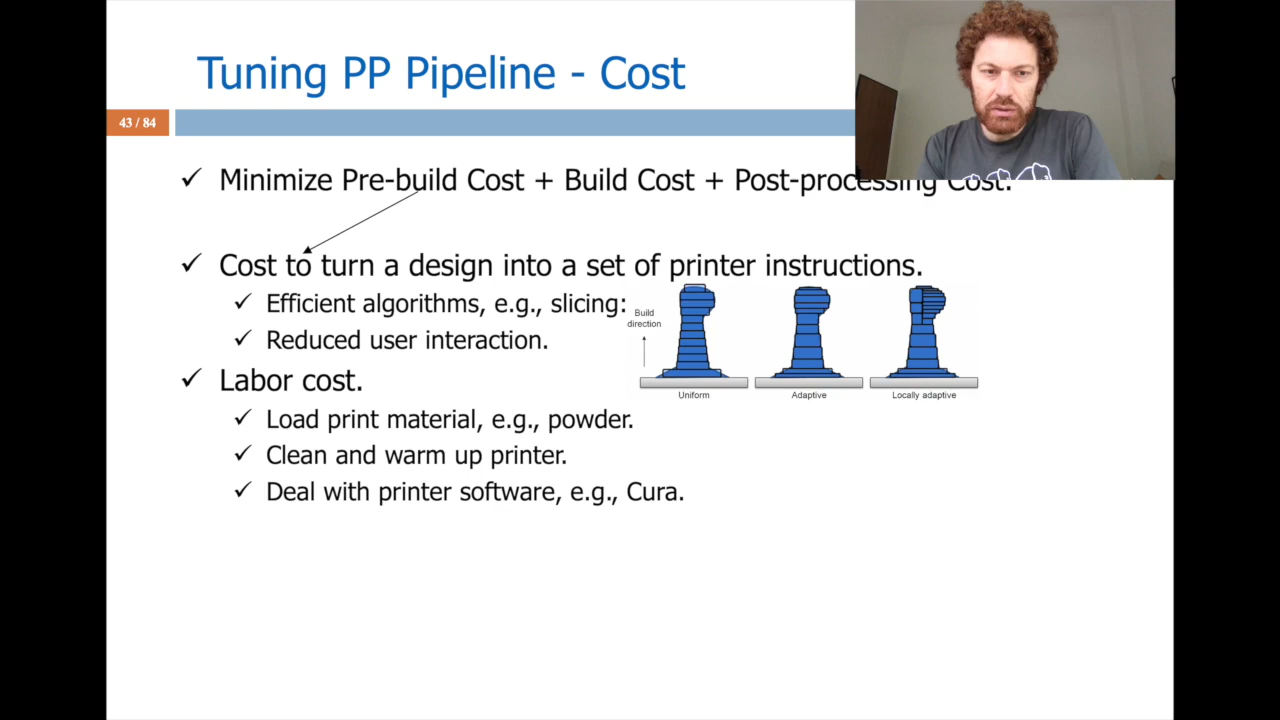 Tuning PP Pipeline - Cost
43 / 84
✓ Minimize Pre-build Cost + Build Cost + Post-processing Cost.
✓ Cost to turn a design into a set of printer instructions.
✓ Efficient algorithms, e.g., slicing:
✓ Reduced user interaction.
Build
direction
Uniform
Adaptive
Locally adaptive
✓ Labor cost.
✓ Load print material, e.g., powder.
✓ Clean and warm up printer.
✓ Deal with printer software, e.g., Cura.